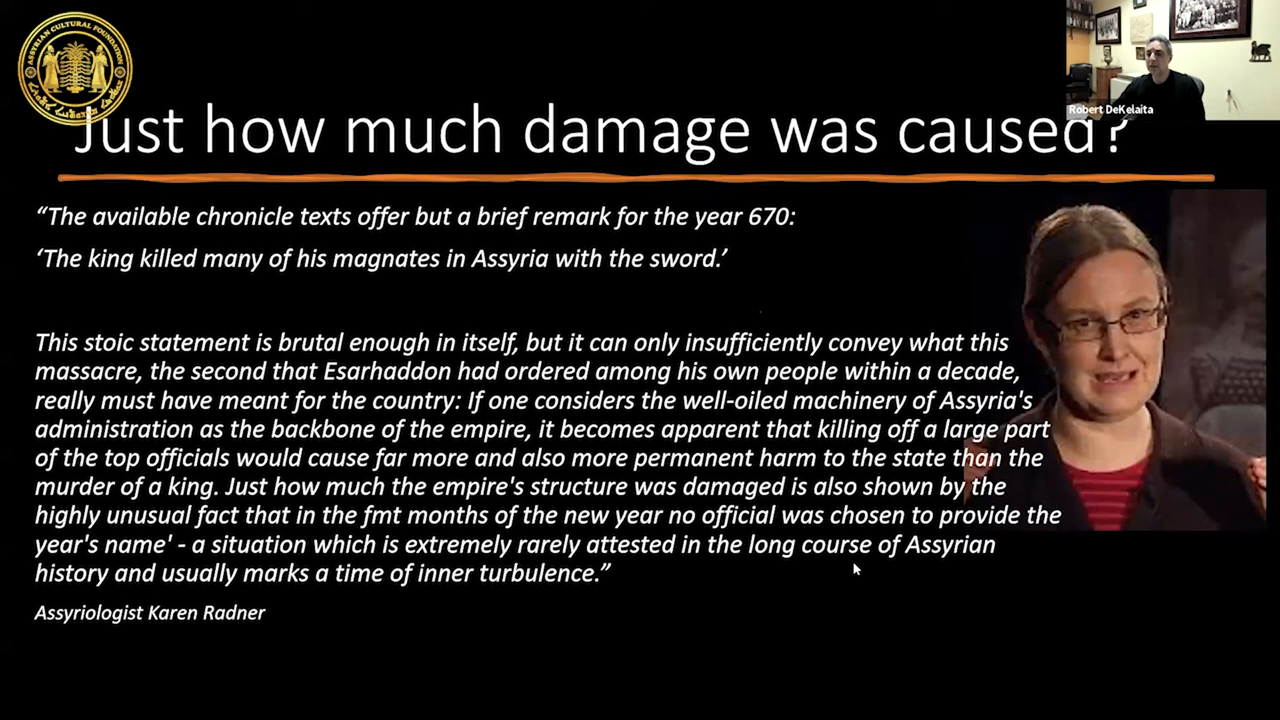 ASSYRIAN CULTURAL FOUNDATION
Robert DeKelaita
Just how much damage was caused?
“The available chronicle texts offer but a brief remark for the year 670:
‘The king killed many of his magnates in Assyria with the sword.’
This stoic statement is brutal enough in itself, but it can only insufficiently convey what this
massacre, the second that Esarhaddon had ordered among his own people within a decade,
really must have meant for the country: If one considers the well-oiled machinery of Assyria's
administration as the backbone of the empire, it becomes apparent that killing off a large part
of the top officials would cause far more and also more permanent harm to the state than the
murder of a king. Just how much the empire's structure was damaged is also shown by the
highly unusual fact that in the fmt months of the new year no official was chosen to provide the
year's name' - a situation which is extremely rarely attested in the long course of Assyrian
history and usually marks a time of inner turbulence.”
Assyriologist Karen Radner